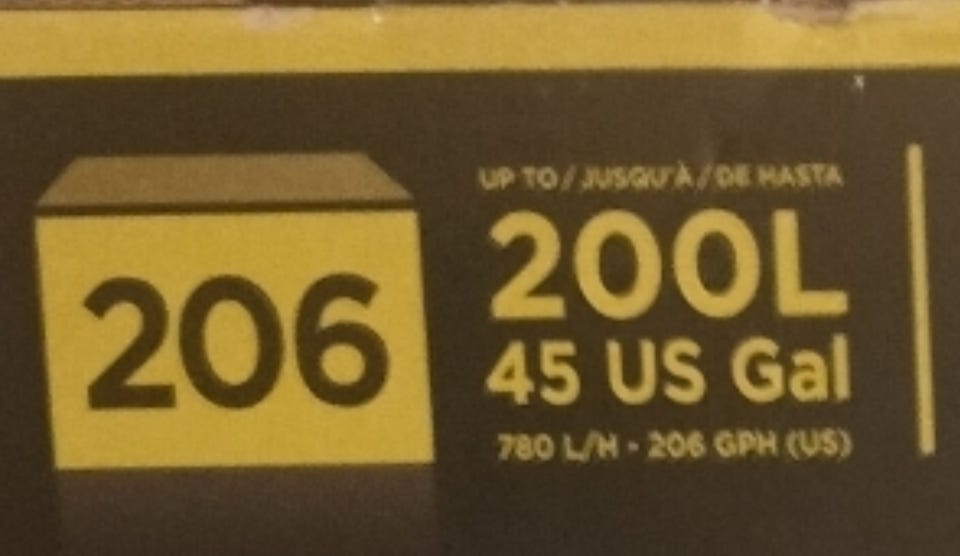 206
UP TO / JUSQU'À / DE HASTA
200L
45 US Gal
780 L/H - 206 GPH (US)